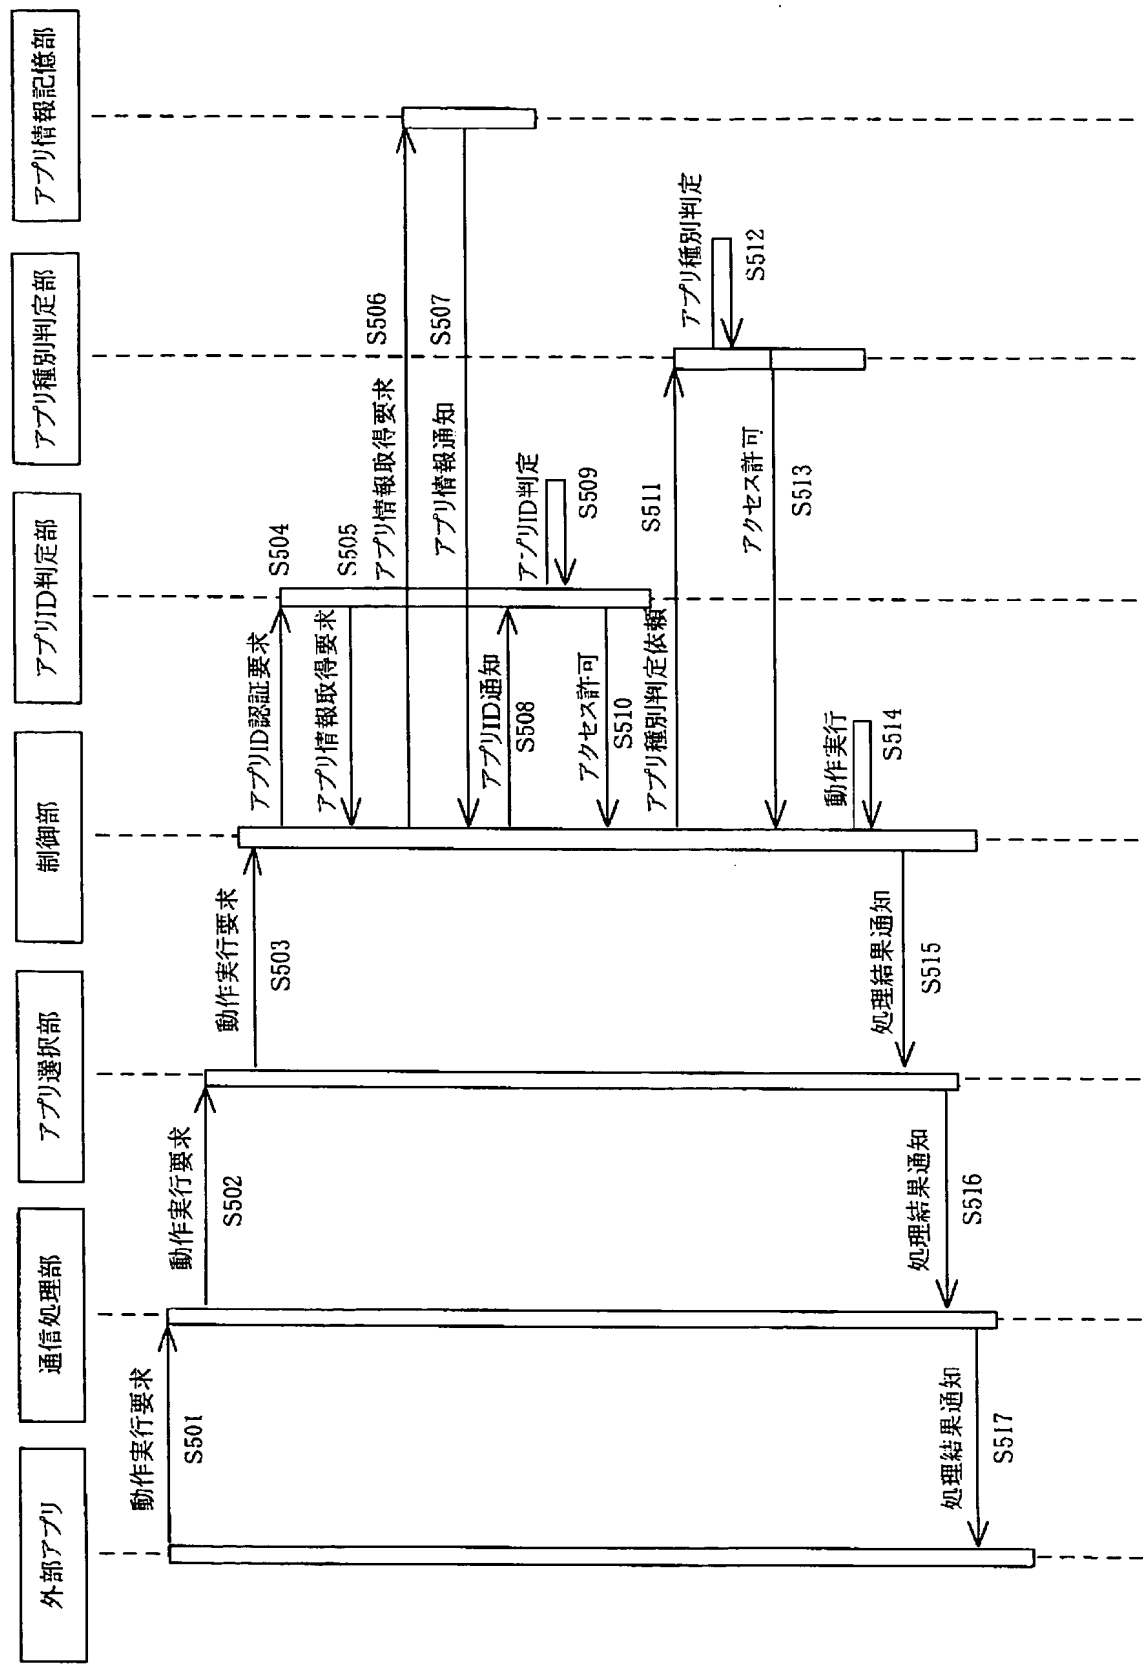 外部アプリ
通信処理部
アプリ選択部
制御部
アプリID判定部
アプリ種別判定部
アプリ情報記憶部
動作実行要求
S501
動作実行要求
S502
動作実行要求
S503
アプリID認証要求
S504
アプリ情報取得要求
S505
アプリ情報取得要求
S506
アプリ情報通知
S507
アプリID通知
S508
アプリID判定
S509
アクセス許可
S510
アプリ種別判定依頼
S511
アプリ種別判定
S512
アクセス許可
S513
動作実行
S514
処理結果通知
S515
処理結果通知
S516
処理結果通知
S517